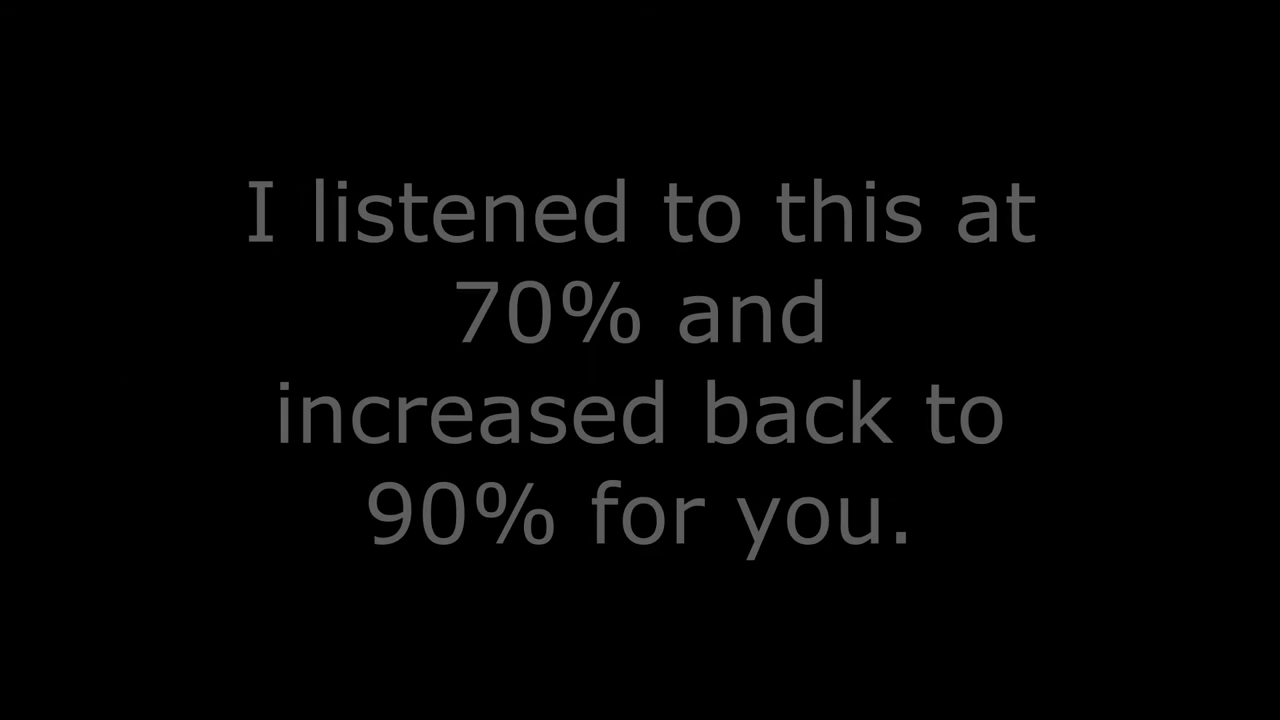 I listened to this at
70% and
increased back to
90% for you.